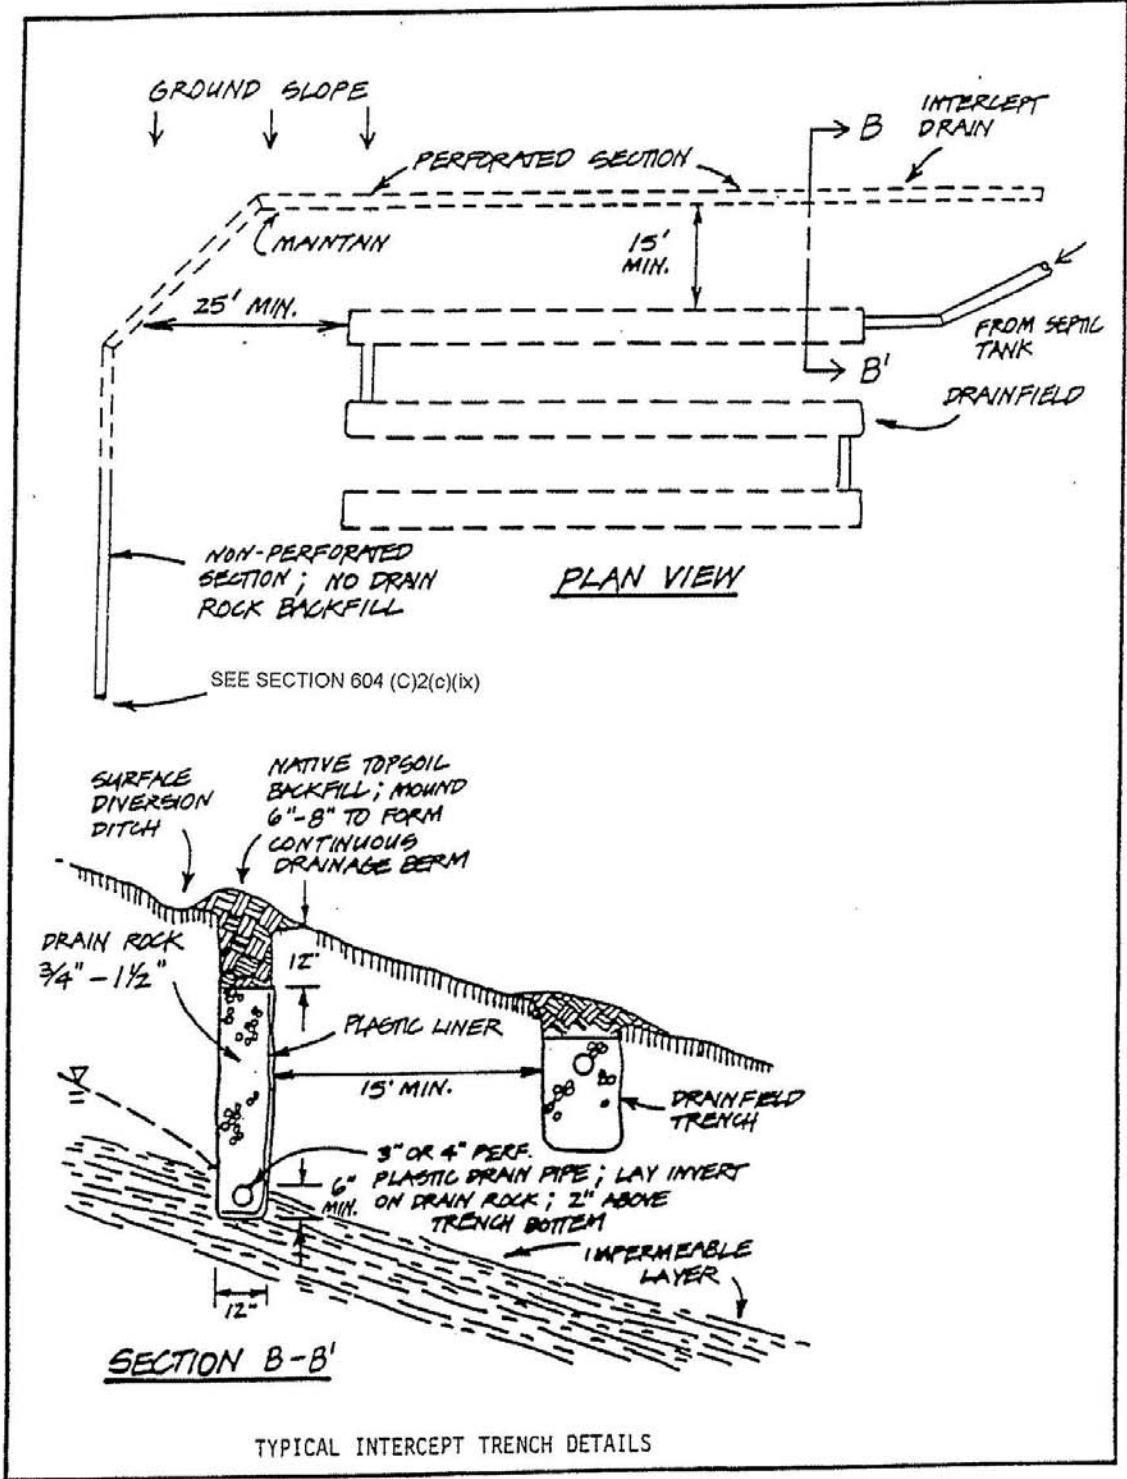 GROUND SLOPE
PERFORATED SECTION
B
INTERCEPT
DRAIN
MAINTAIN
15'
MIN.
25' MIN.
FROM SEPTIC
TANK
B'
DRAINFIELD
NON-PERFORATED
SECTION; NO DRAIN
ROCK BACKFILL
PLAN VIEW
SEE SECTION 604 (C)2(c)(ix)
SURFACE
DIVERSION
DITCH
NATIVE TOPSOIL
BACKFILL; MOUND
6"-8" TO FORM
CONTINUOUS
DRAINAGE BERM
DRAIN ROCK
3/4" - 1 1/2"
12"
PLASTIC LINER
15' MIN.
DRAINFIELD
TRENCH
3" OR 4" PERF.
PLASTIC DRAIN PIPE; LAY INVERT
ON DRAIN ROCK; 2" ABOVE
TRENCH BOTTEM
6"
MIN.
IMPERMEABLE
LAYER
12"
SECTION B-B'
TYPICAL INTERCEPT TRENCH DETAILS